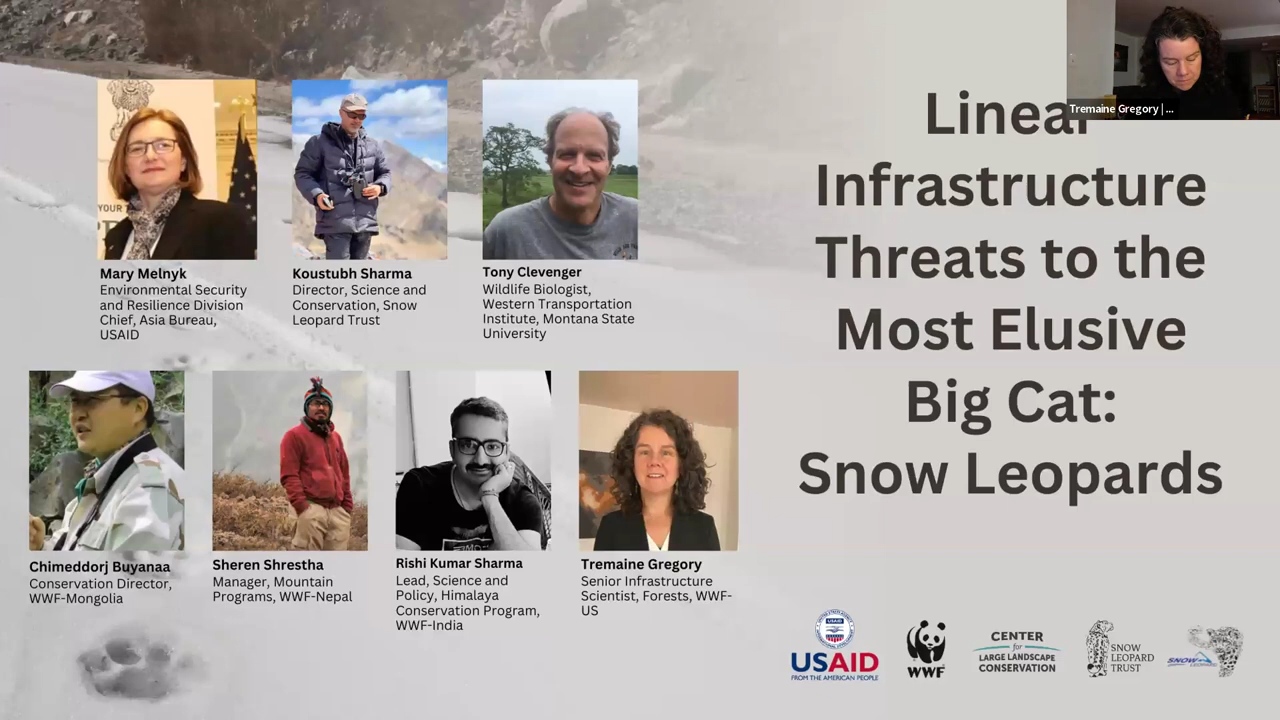 Tremaine Gregory | ...
Linear
Infrastructure
Threats to the
Most Elusive
Big Cat:
Snow Leopards
Mary Melnyk
Environmental Security
and Resilience Division
Chief, Asia Bureau,
USAID
Koustubh Sharma
Director, Science and
Conservation, Snow
Leopard Trust
Tony Clevenger
Wildlife Biologist,
Western Transportation
Institute, Montana State
University
Chimeddorj Buyanaa
Conservation Director,
WWF-Mongolia
Sheren Shrestha
Manager, Mountain
Programs, WWF-Nepal
Rishi Kumar Sharma
Lead, Science and
Policy, Himalaya
Conservation Program,
WWF-India
Tremaine Gregory
Senior Infrastructure
Scientist, Forests, WWF-
US
USAID
USAID
FROM THE AMERICAN PEOPLE
WWF
CENTER
for
LARGE LANDSCAPE
CONSERVATION
SNOW
LEOPARD
TRUST
SNOW